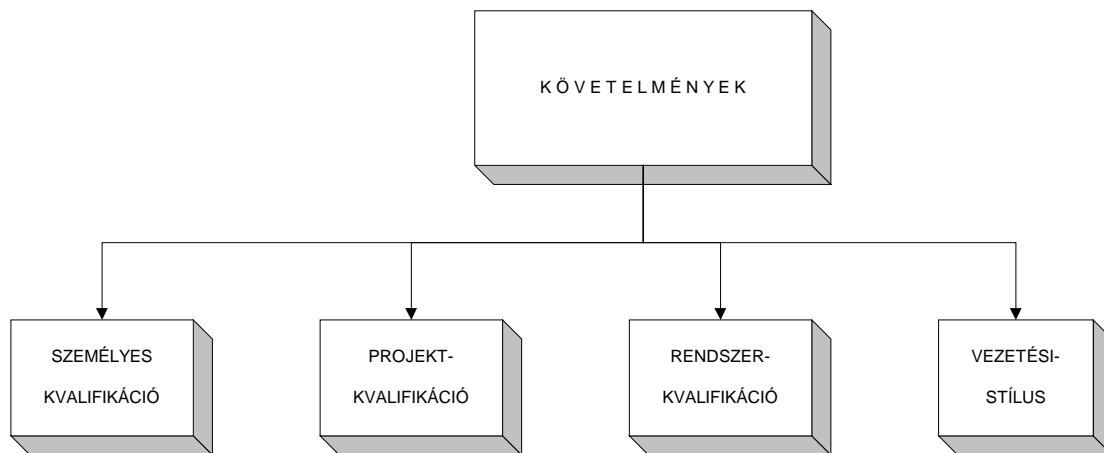 K Ö V E T E L M É N Y E K
SZEMÉLYES
KVALIFIKÁCIÓ
PROJEKT-
KVALIFIKÁCIÓ
RENDSZER-
KVALIFIKÁCIÓ
VEZETÉSI-
STÍLUS